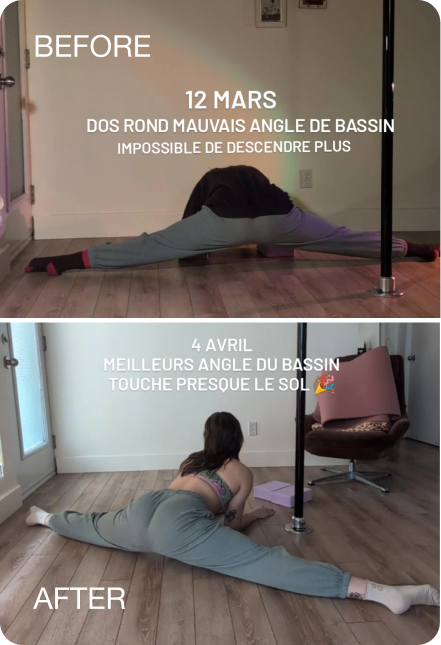 BEFORE
12 MARS
DOS ROND MAUVAIS ANGLE DE BASSIN
IMPOSSIBLE DE DESCENDRE PLUS
4 AVRIL
MEILLEURS ANGLE DU BASSIN
TOUCHE PRESQUE LE SOL 🎉
AFTER